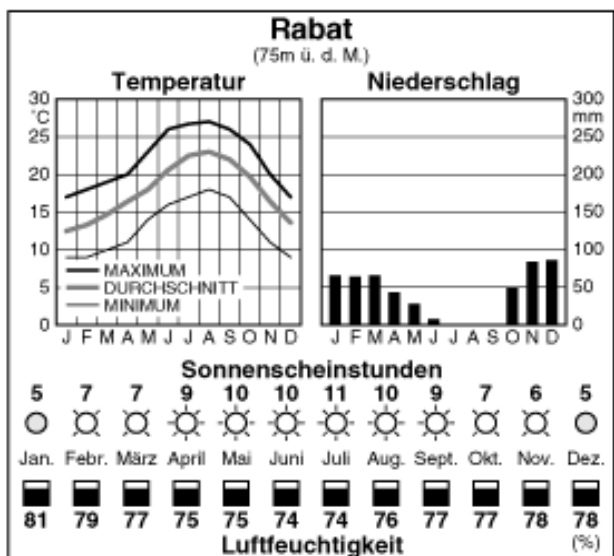 Rabat
(75m ü. d. M.)
Temperatur Niederschlag
30 300
°C mm
25 250
20 200
15 150
10 100
MAXIMUM
5 DURCHSCHNITT 50
MINIMUM
0 0
J F M A M J J A S O N D J F M A M J J A S O N D
Sonnenscheinstunden
5 7 7 9 10 10 11 10 9 7 6 5
Jan. Febr. März April Mai Juni Juli Aug. Sept. Okt. Nov. Dez.
81 79 77 75 75 74 74 76 77 77 78 78
Luftfeuchtigkeit (%)